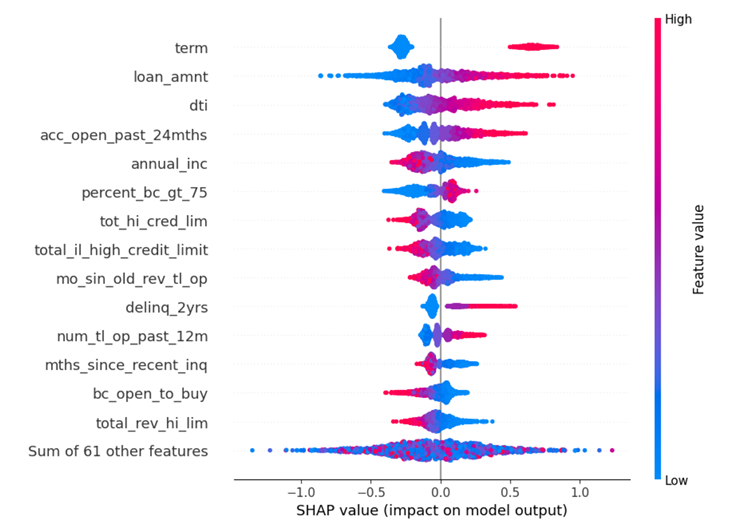 High
term
loan_amnt
dti
acc_open_past_24mths
annual_inc
percent_bc_gt_75
tot_hi_cred_lim
total_il_high_credit_limit
mo_sin_old_rev_tl_op
delinq_2yrs
num_tl_op_past_12m
mths_since_recent_inq
bc_open_to_buy
total_rev_hi_lim
Sum of 61 other features
Feature value
Low
−1.0 −0.5 0.0 0.5 1.0
SHAP value (impact on model output)